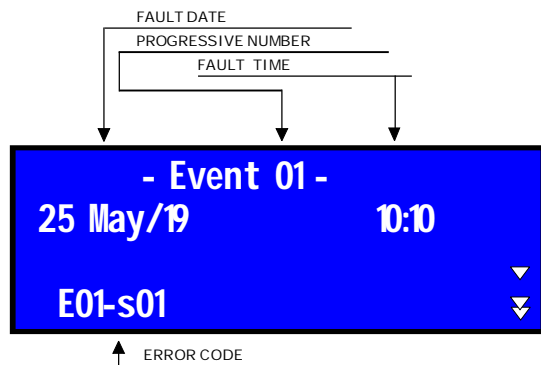 FAULT DATE
PROGRESSIVE NUMBER
FAULT TIME
- Event 01 -
25 May/19 10:10
E01-s01
ERROR CODE